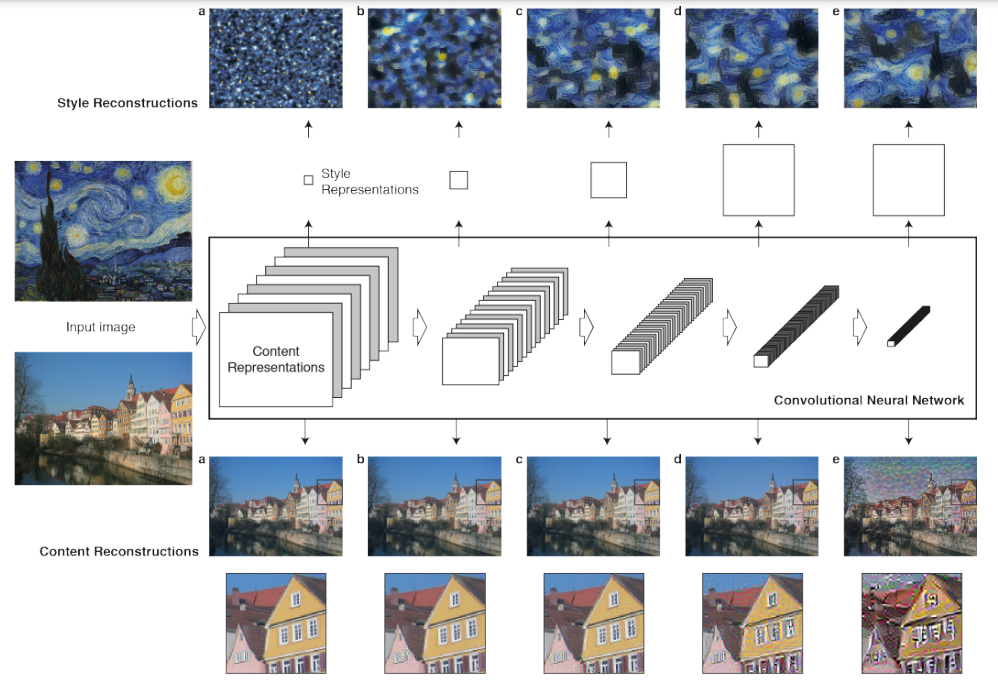 a
b
c
d
e
Style Reconstructions
Style
Representations
Input image
Content
Representations
Convolutional Neural Network
a
b
c
d
e
Content Reconstructions